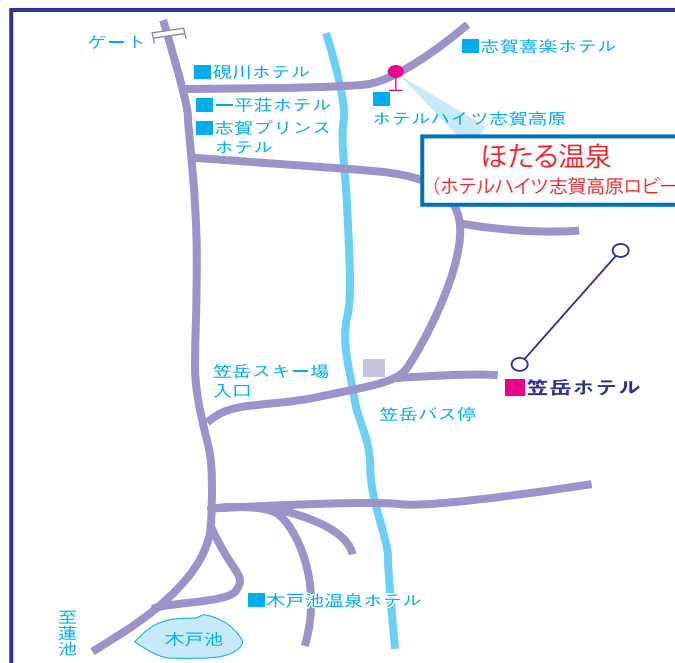 ゲート
志賀喜楽ホテル
硯川ホテル
一平荘ホテル
ホテルハイツ志賀高原
志賀プリンス
ホテル
ほたる温泉
(ホテルハイツ志賀高原ロビー
笠岳スキー場
入口
笠岳ホテル
笠岳バス停
木戸池温泉ホテル
至蓮池
木戸池